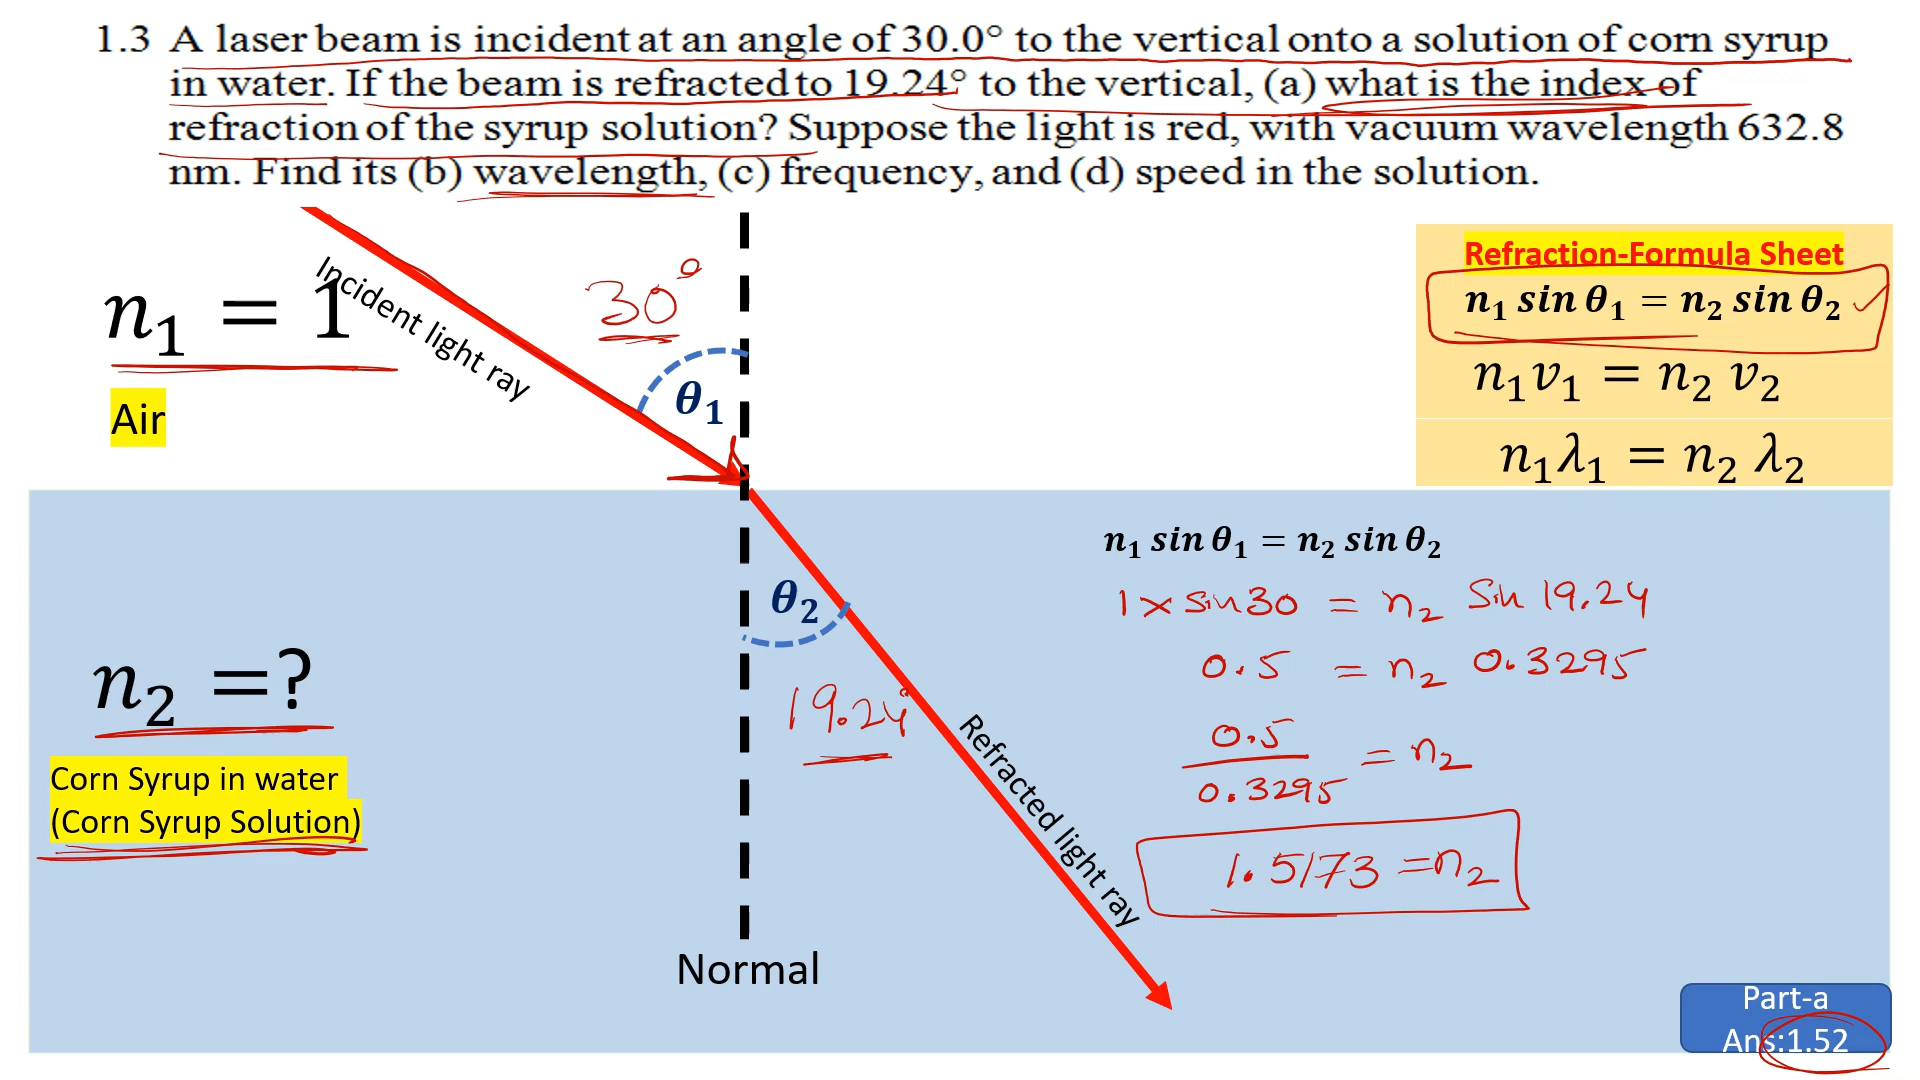 1.3 A laser beam is incident at an angle of 30.0° to the vertical onto a solution of corn syrup
in water. If the beam is refracted to 19.24° to the vertical, (a) what is the index of
refraction of the syrup solution? Suppose the light is red, with vacuum wavelength 632.8
nm. Find its (b) wavelength, (c) frequency, and (d) speed in the solution.
n₁ = 1
Air
Incident light ray
30°
θ₁
Refraction-Formula Sheet
n₁ sin θ₁ = n₂ sin θ₂
n₁v₁ = n₂ v₂
n₁λ₁ = n₂ λ₂
n₂ =?
Corn Syrup in water
(Corn Syrup Solution)
θ₂
19.24°
Refracted light ray
Normal
n₁ sin θ₁ = n₂ sin θ₂
1 × sin 30 = n₂ Sin 19.24
0.5 = n₂ 0.3295
0.5 / 0.3295 = n₂
1.5173 = n₂
Part-a
Ans:1.52